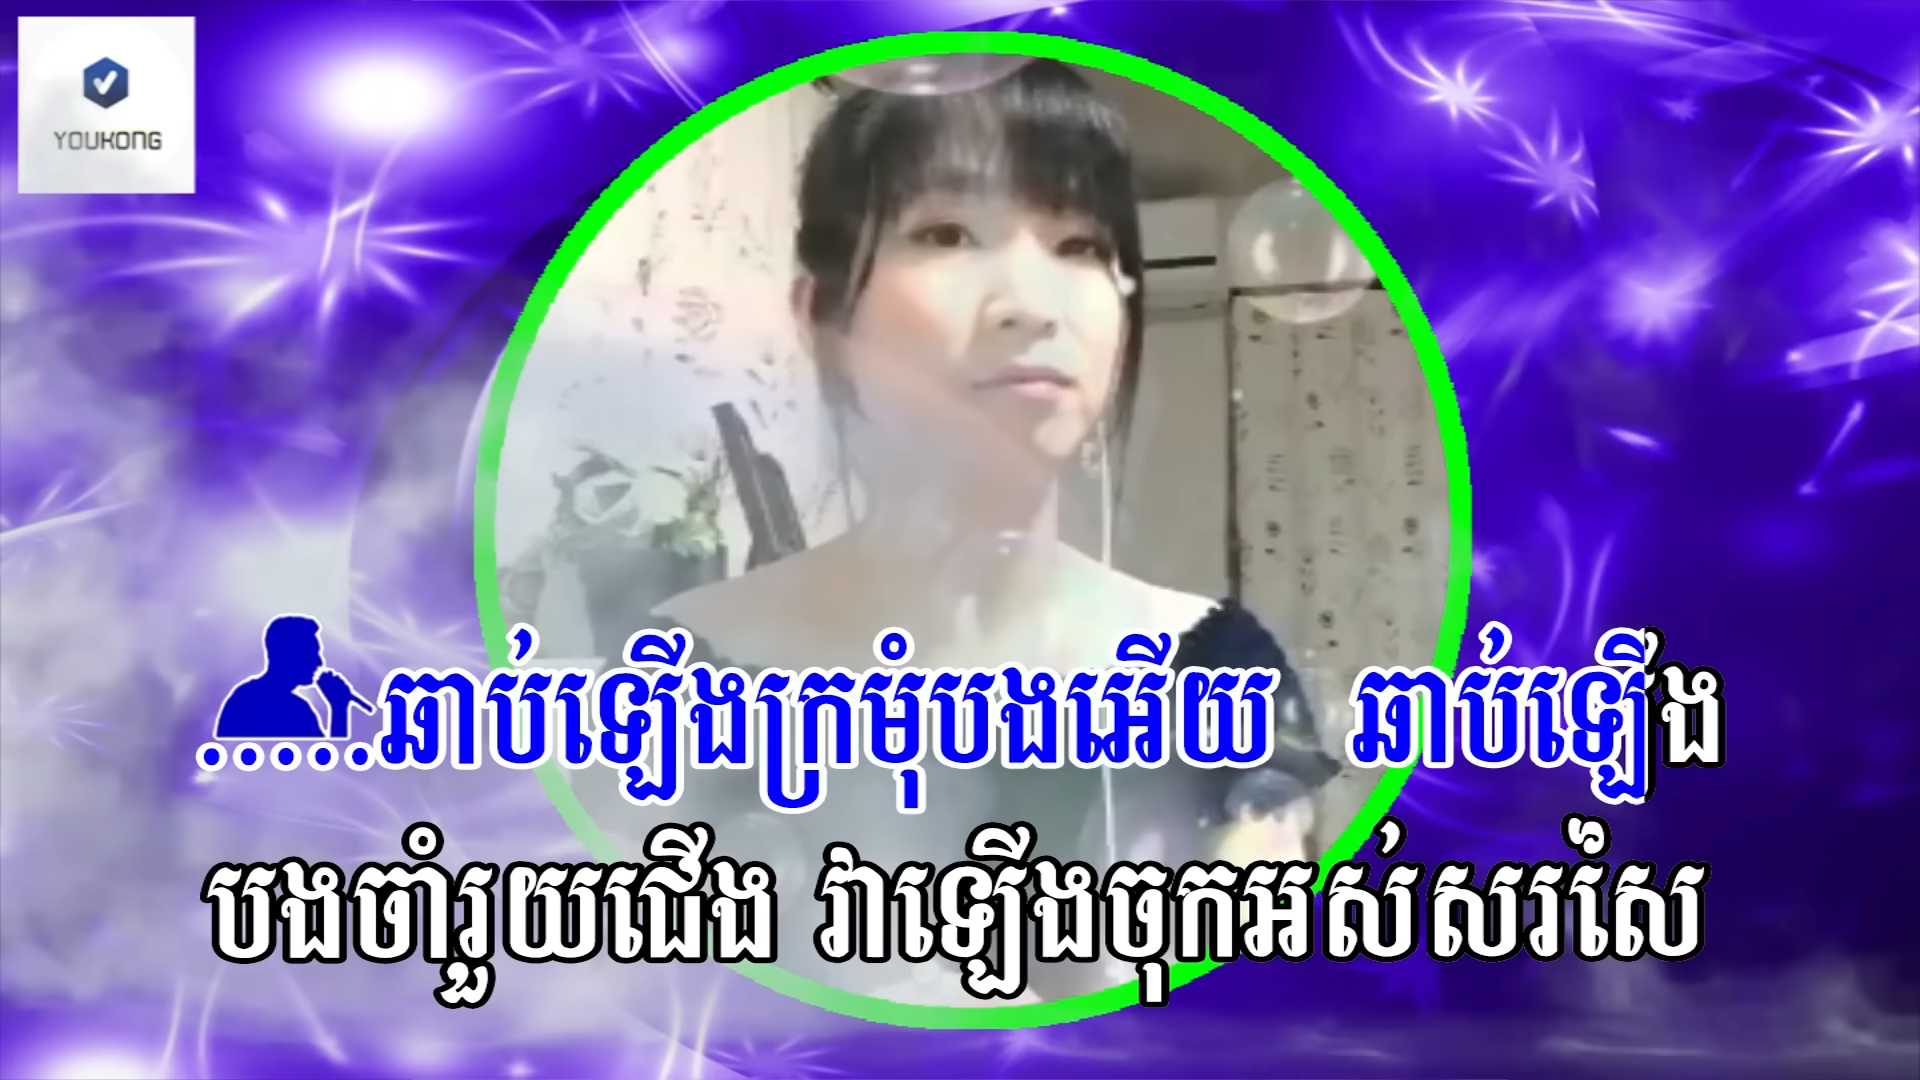 YOUKONG
.....ឆាប់ឡើងក្រមុំបងអើយ ឆាប់ឡើង
បងចាំរួយជើង វាឡើងចុកអស់សរសៃ